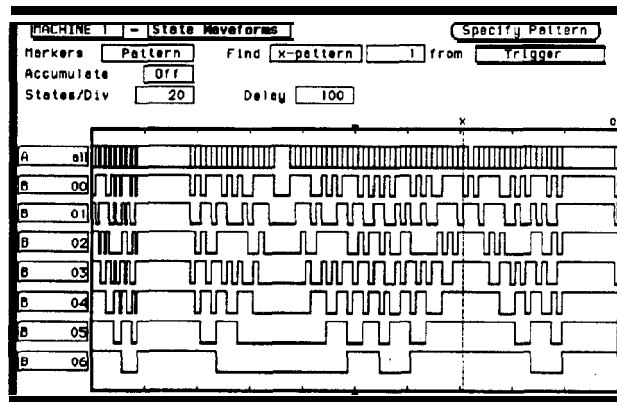 MACHINE 1 - State Waveforms Specify Pattern
Markers Pattern Find x-pattern 1 from Trigger
Accumulate Off
States/Div 20 Delay 100
x o
A all
B 00
B 01
B 02
B 03
B 04
B 05
B 06